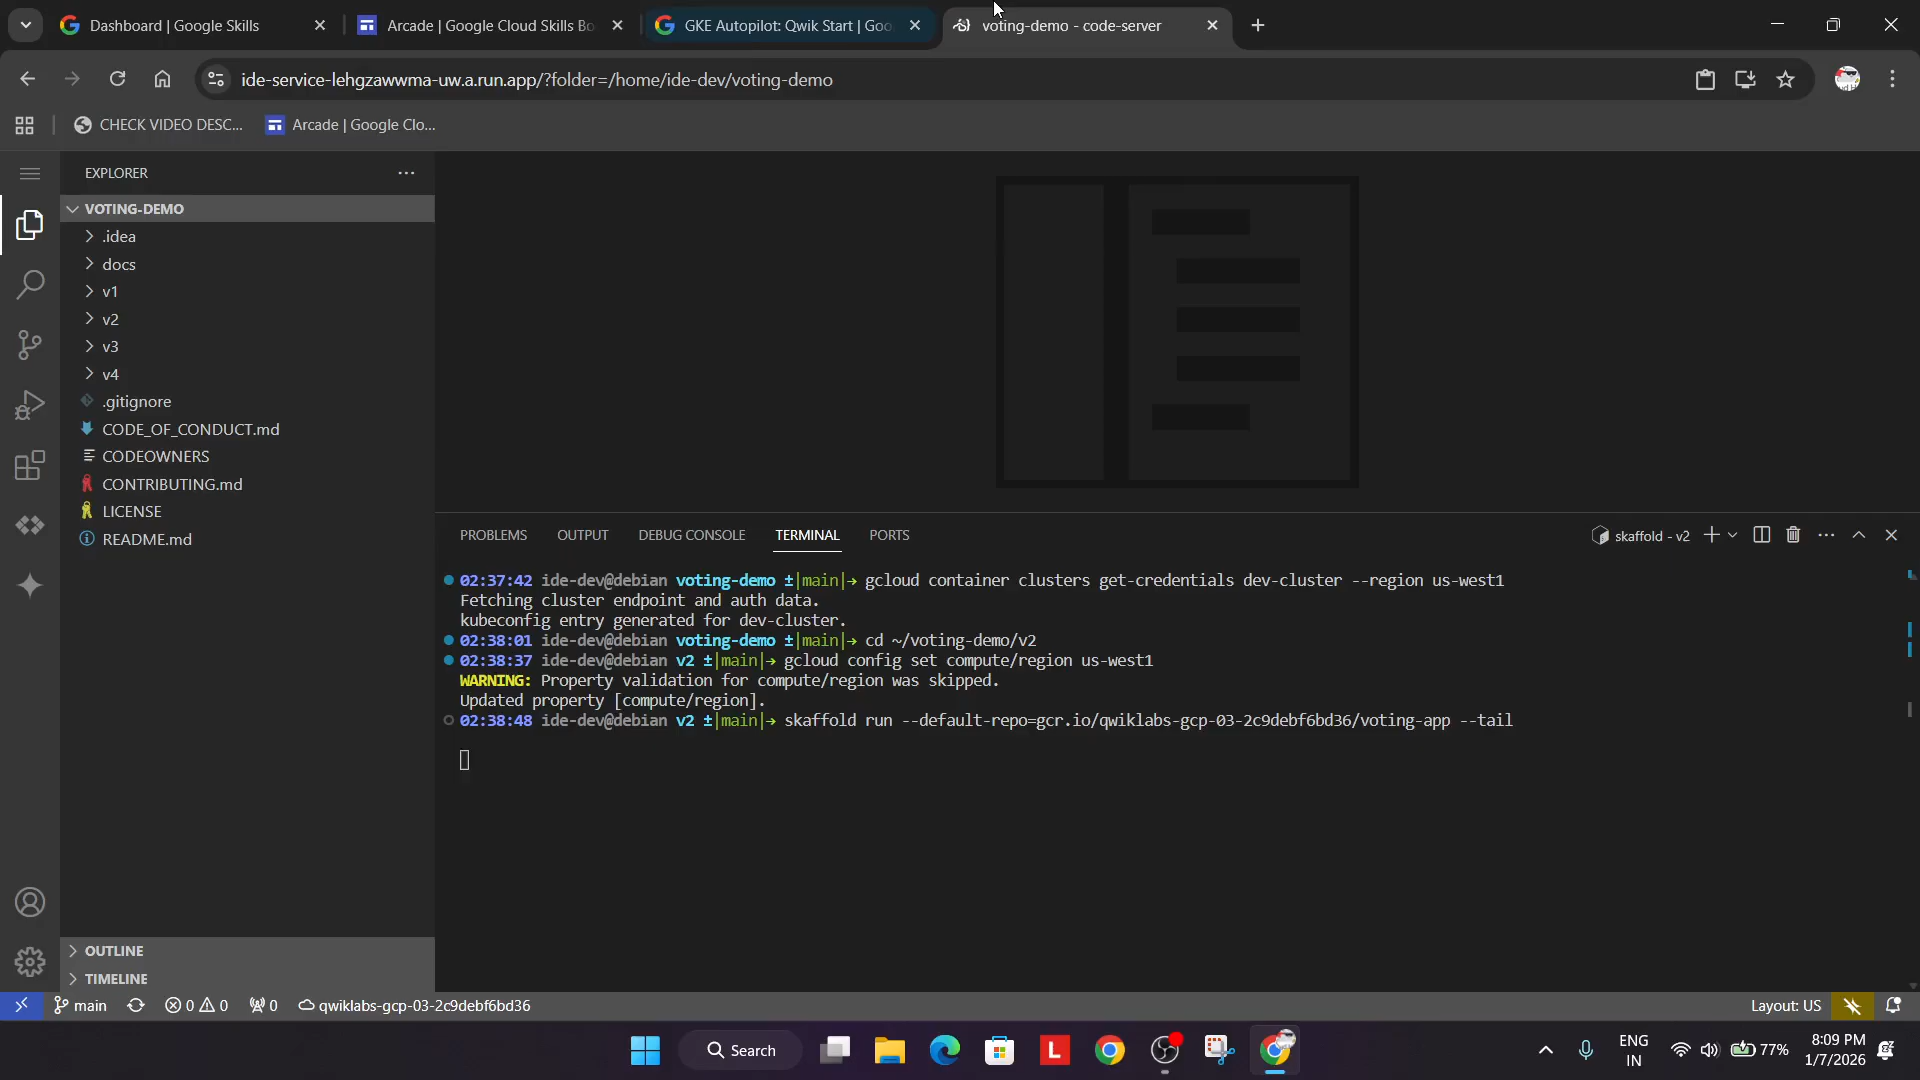 Dashboard | Google Skills
Arcade | Google Cloud Skills Bo
GKE Autopilot: Qwik Start | Goo
voting-demo - code-server
ide-service-lehgzawwma-uw.a.run.app/?folder=/home/ide-dev/voting-demo
CHECK VIDEO DESC...
Arcade | Google Clo...
EXPLORER
VOTING-DEMO
.idea
docs
v1
v2
v3
v4
.gitignore
CODE_OF_CONDUCT.md
CODEOWNERS
CONTRIBUTING.md
LICENSE
README.md
OUTLINE
TIMELINE
PROBLEMS OUTPUT DEBUG CONSOLE TERMINAL PORTS
skaffold - v2
02:37:42 ide-dev@debian voting-demo ±|main|→ gcloud container clusters get-credentials dev-cluster --region us-west1
Fetching cluster endpoint and auth data.
kubeconfig entry generated for dev-cluster.
02:38:01 ide-dev@debian voting-demo ±|main|→ cd ~/voting-demo/v2
02:38:37 ide-dev@debian v2 ±|main|→ gcloud config set compute/region us-west1
WARNING: Property validation for compute/region was skipped.
Updated property [compute/region].
02:38:48 ide-dev@debian v2 ±|main|→ skaffold run --default-repo=gcr.io/qwiklabs-gcp-03-2c9debf6bd36/voting-app --tail
main 0 0 0 qwiklabs-gcp-03-2c9debf6bd36
Layout: US
Search
L
ENG
IN
77%
8:09 PM
1/7/2026